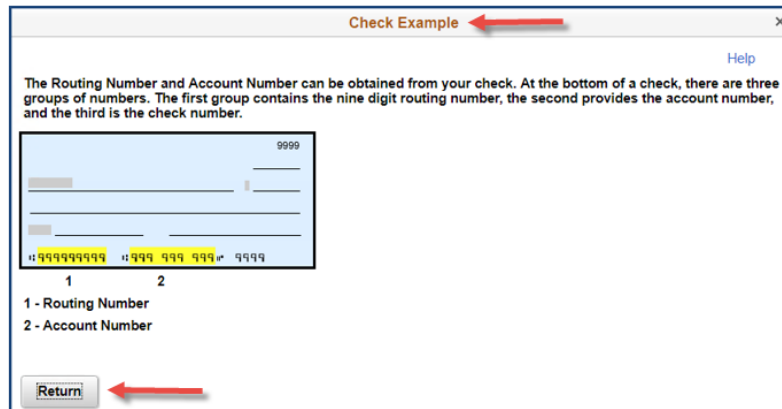 Check Example
×
Help
The Routing Number and Account Number can be obtained from your check. At the bottom of a check, there are three
groups of numbers. The first group contains the nine digit routing number, the second provides the account number,
and the third is the check number.
9999
⑆999999999 ⑆999 999 999⑈ 9999
1 2
1 - Routing Number
2 - Account Number
Return